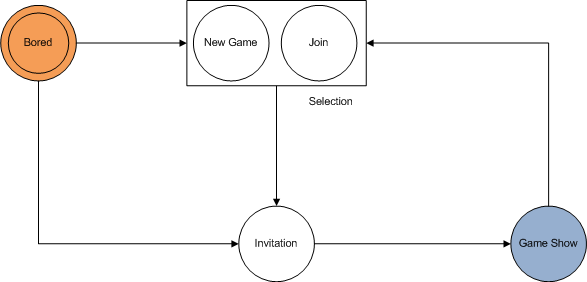 Bored
New Game
Join
Selection
Invitation
Game Show